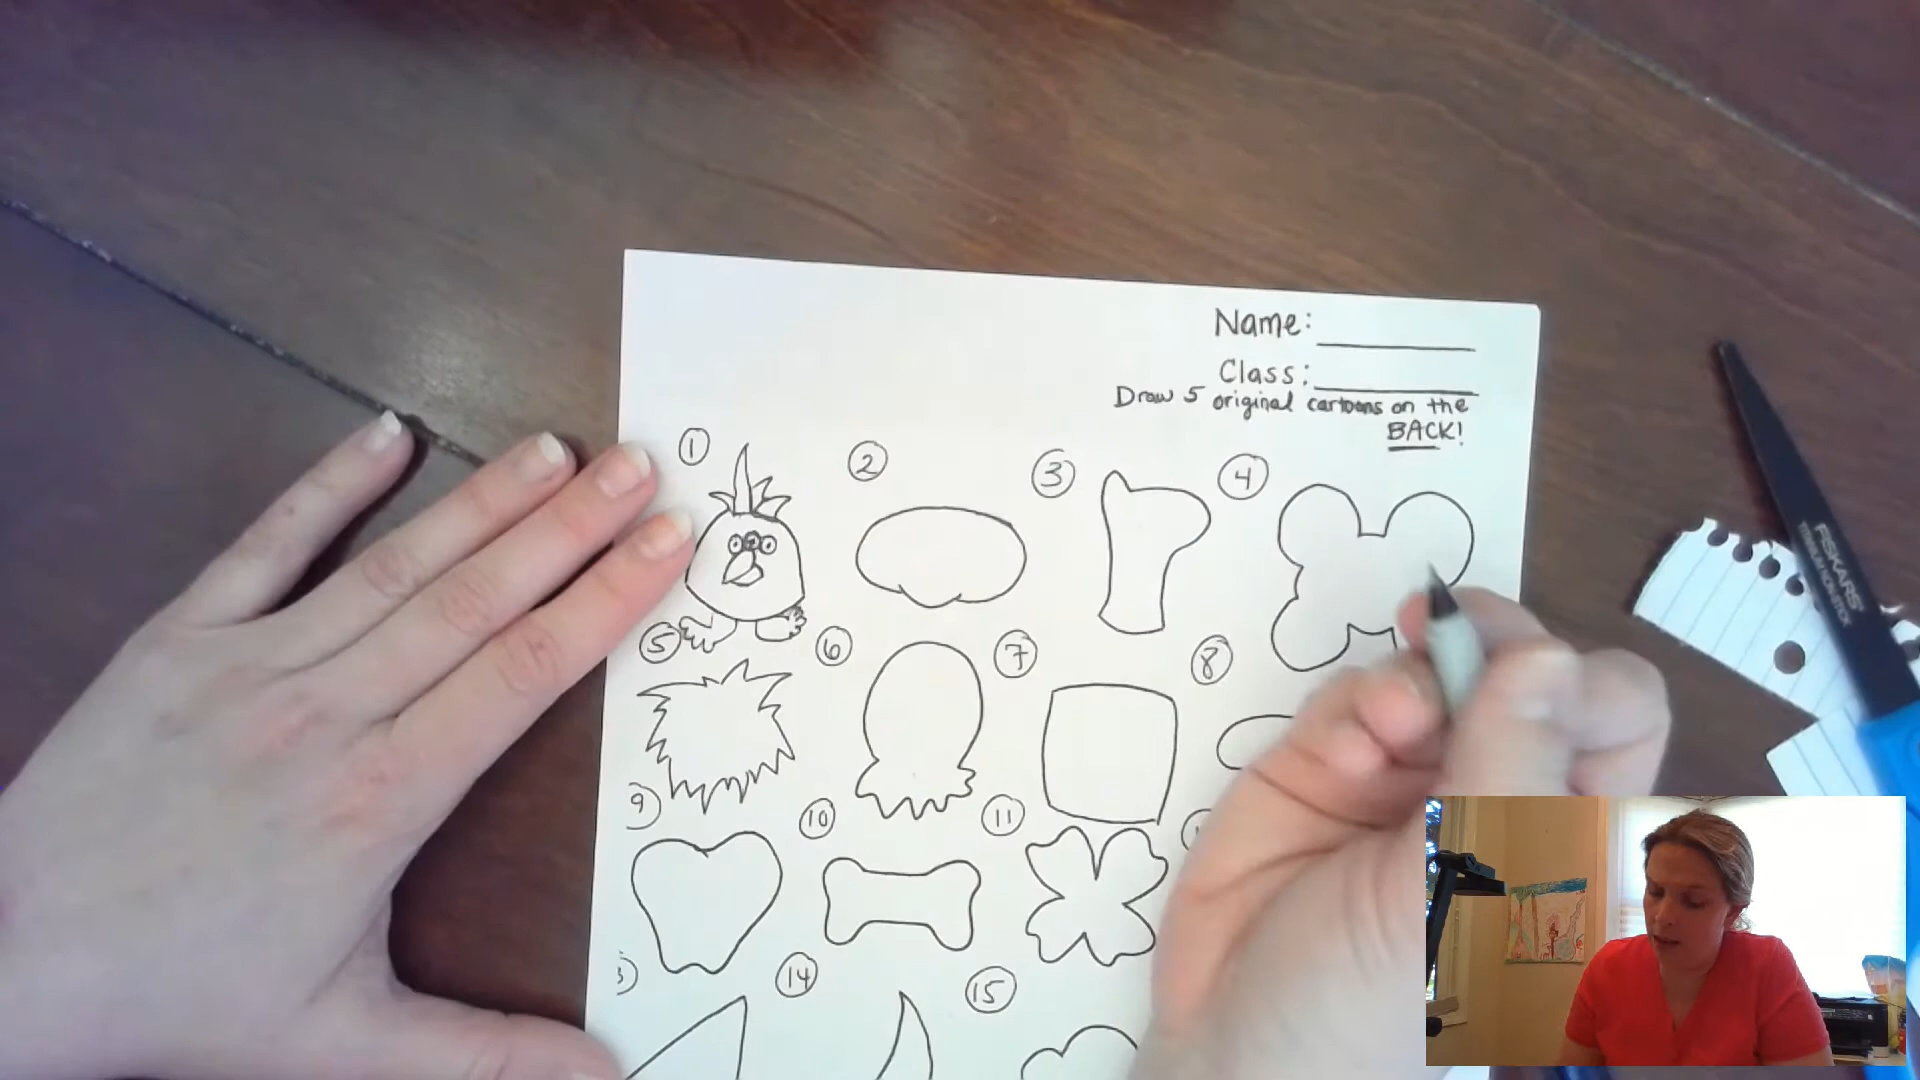 Name:
Class:
Draw 5 original cartoons on the
BACK!
1 2 3 4
5 6 7 8
9 10 11
14 15
FISKARS